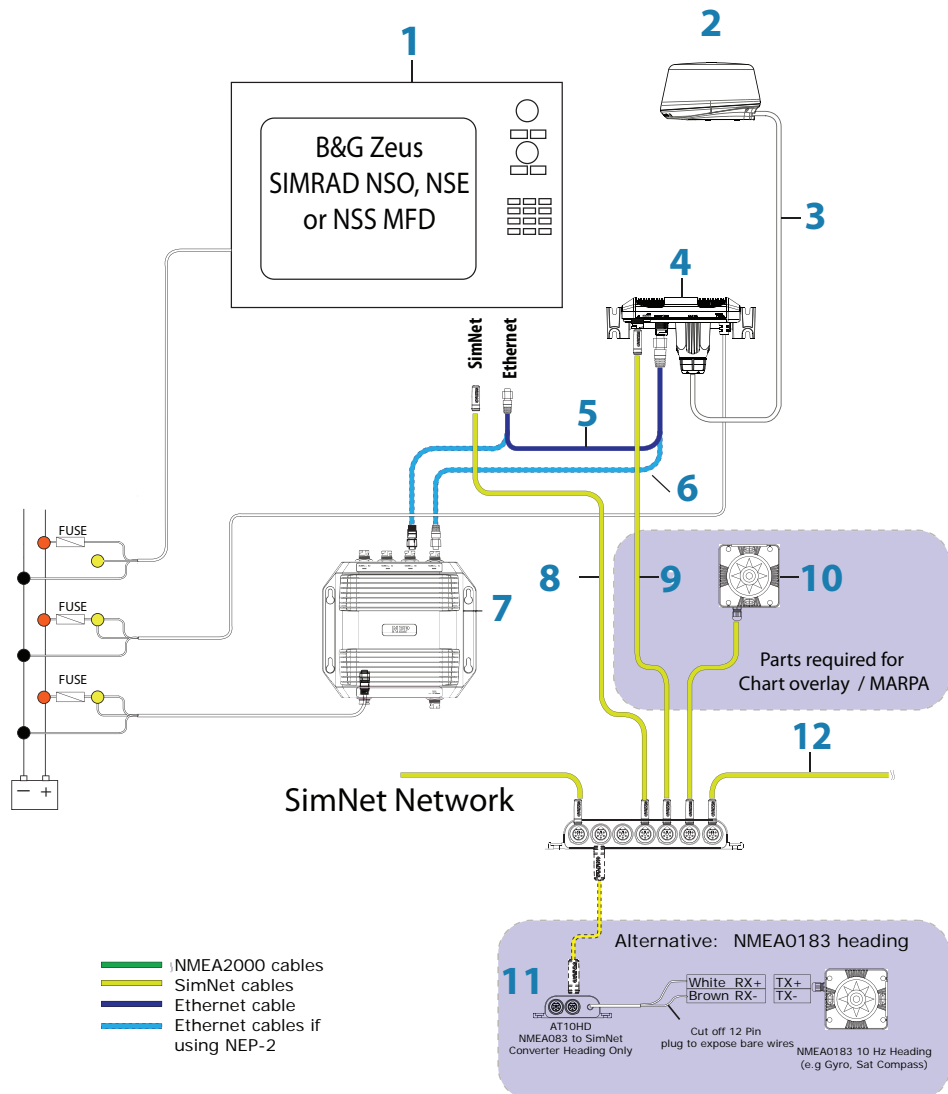 1
2
B&G Zeus
SIMRAD NSO, NSE
or NSS MFD
3
4
SimNet
Ethernet
5
6
FUSE
FUSE
FUSE
7
8
9
10
Parts required for
Chart overlay / MARPA
12
− +
SimNet Network
NMEA2000 cables
SimNet cables
Ethernet cable
Ethernet cables if
using NEP-2
Alternative: NMEA0183 heading
11
White RX+ TX+
Brown RX- TX-
AT10HD
NMEA083 to SimNet
Converter Heading Only
Cut off 12 Pin
plug to expose bare wires
NMEA0183 10 Hz Heading
(e.g Gyro, Sat Compass)